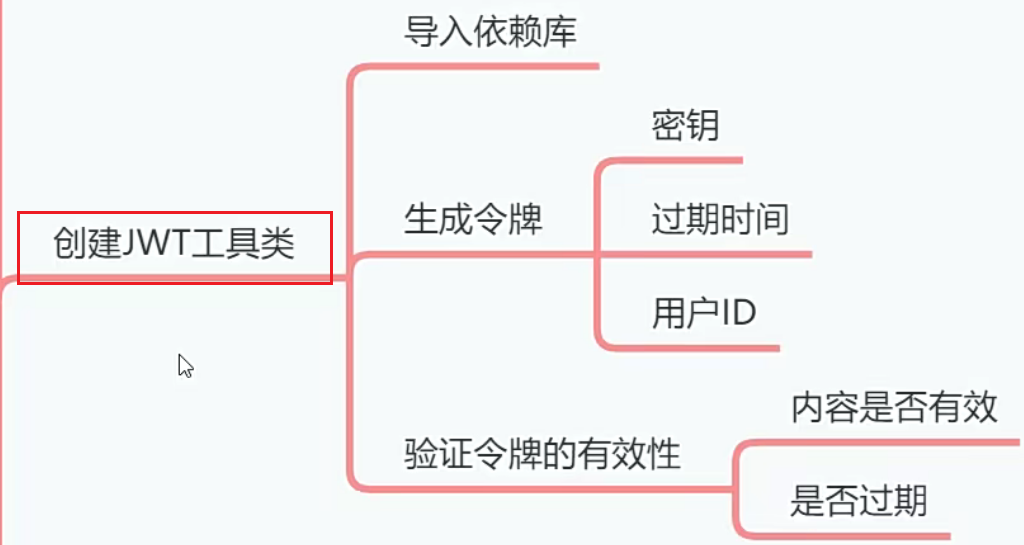 导入依赖库
密钥
生成令牌
过期时间
创建JWT工具类
用户ID
内容是否有效
验证令牌的有效性
是否过期